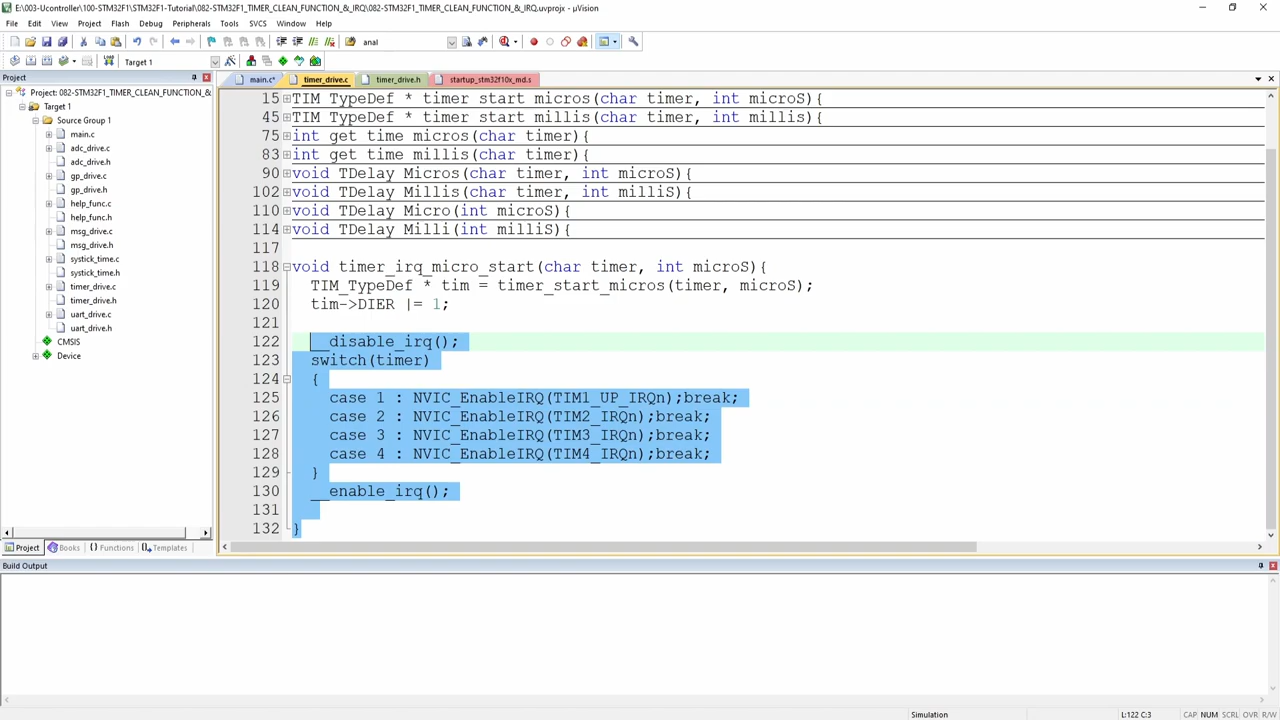 E:\003-Ucontroller\100-STM32F1\STM32F1-Tutorial\082-STM32F1_TIMER_CLEAN_FUNCTION_&_IRQ\082-STM32F1_TIMER_CLEAN_FUNCTION_&_IRQ.uvprojx - µVision
File Edit View Project Flash Debug Peripherals Tools SVCS Window Help
anal
Target 1
Project
main.c* timer_drive.c timer_drive.h startup_stm32f10x_md.s
Project: 082-STM32F1_TIMER_CLEAN_FUNCTION_&
Target 1
Source Group 1
main.c
adc_drive.c
adc_drive.h
gp_drive.c
gp_drive.h
help_func.c
help_func.h
msg_drive.c
msg_drive.h
systick_time.c
systick_time.h
timer_drive.c
timer_drive.h
uart_drive.c
uart_drive.h
CMSIS
Device
Project Books Functions Templates
15 TIM_TypeDef * timer_start_micros(char timer, int microS){
45 TIM_TypeDef * timer_start_millis(char timer, int millis){
75 int get_time_micros(char timer){
83 int get_time_millis(char timer){
90 void TDelay_Micros(char timer, int microS){
102 void TDelay_Millis(char timer, int milliS){
110 void TDelay_Micro(int microS){
114 void TDelay_Milli(int milliS){
117
118 void timer_irq_micro_start(char timer, int microS){
119 TIM_TypeDef * tim = timer_start_micros(timer, microS);
120 tim->DIER |= 1;
121
122 __disable_irq();
123 switch(timer)
124 {
125 case 1 : NVIC_EnableIRQ(TIM1_UP_IRQn);break;
126 case 2 : NVIC_EnableIRQ(TIM2_IRQn);break;
127 case 3 : NVIC_EnableIRQ(TIM3_IRQn);break;
128 case 4 : NVIC_EnableIRQ(TIM4_IRQn);break;
129 }
130 __enable_irq();
131
132 }
Build Output
Simulation L:122 C:3 CAP NUM SCRL OVR R/W